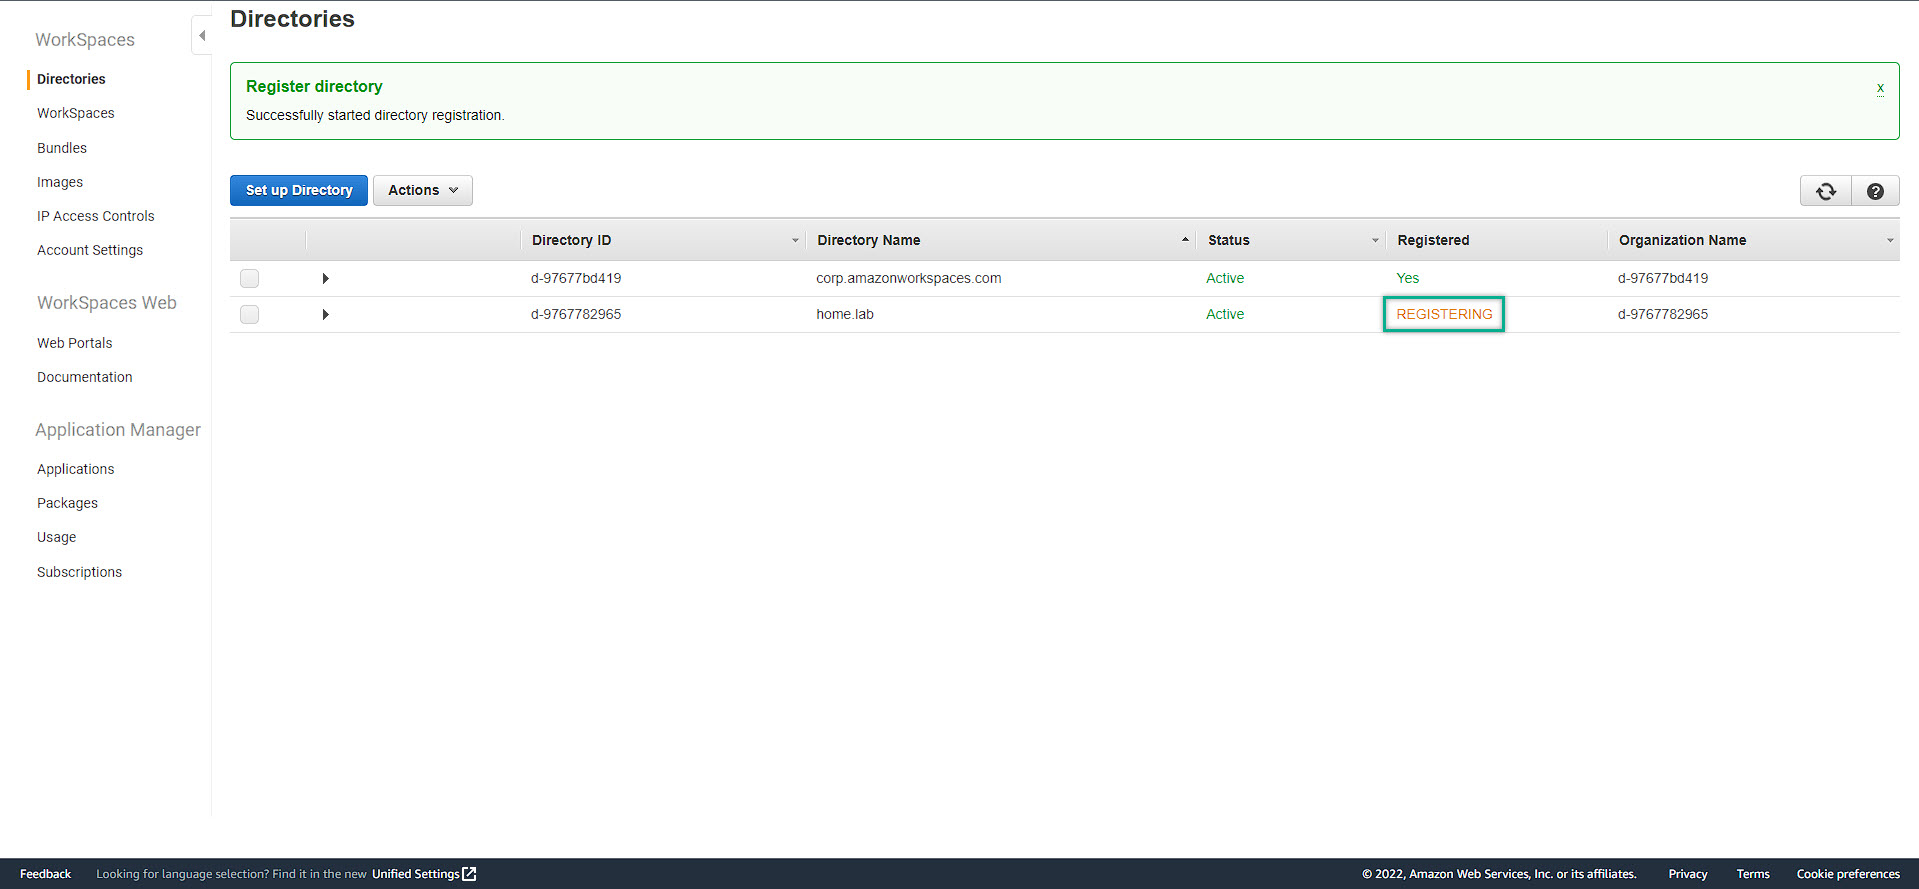 WorkSpaces
Directories
WorkSpaces
Bundles
Images
IP Access Controls
Account Settings
WorkSpaces Web
Web Portals
Documentation
Application Manager
Applications
Packages
Usage
Subscriptions
Directories
Register directory
x
Successfully started directory registration.
Set up Directory Actions
Directory ID Directory Name Status Registered Organization Name
d-97677bd419 corp.amazonworkspaces.com Active Yes d-97677bd419
d-9767782965 home.lab Active REGISTERING d-9767782965
Feedback Looking for language selection? Find it in the new Unified Settings © 2022, Amazon Web Services, Inc. or its affiliates. Privacy Terms Cookie preferences